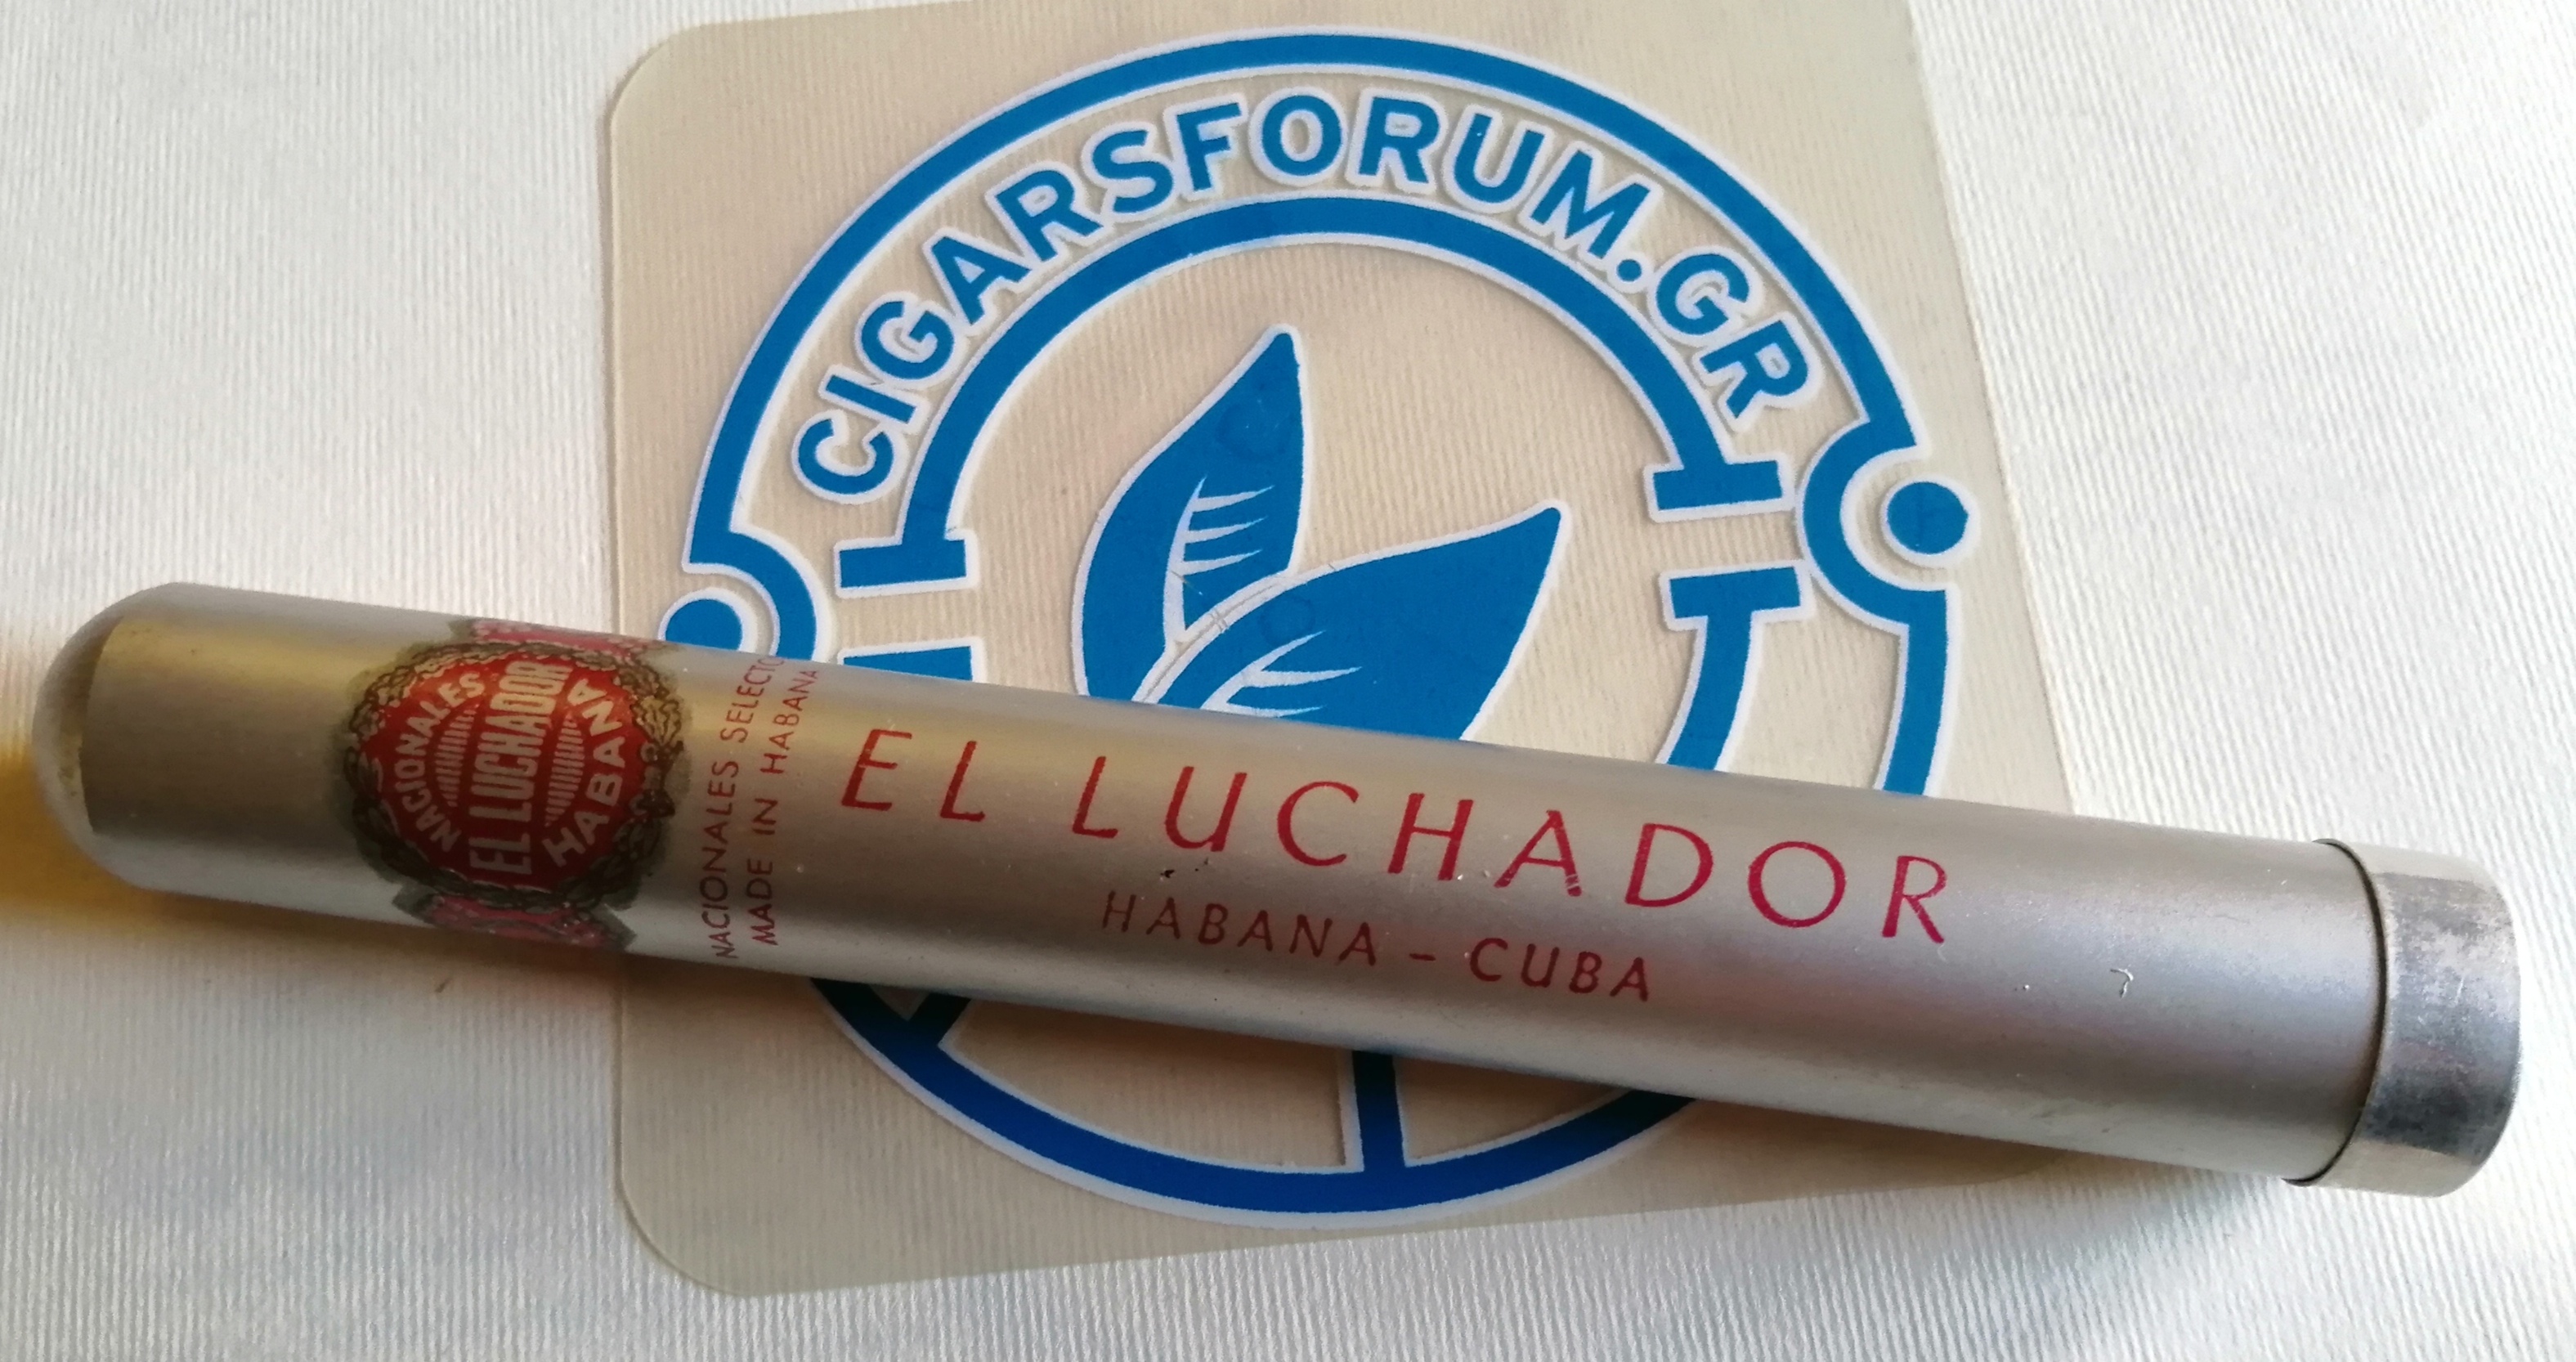 CIGARSFORUM.GR
NACIONALES
EL LUCHADOR
HABANA
NACIONALES SELECTO
MADE IN HABANA
EL LUCHADOR
HABANA - CUBA